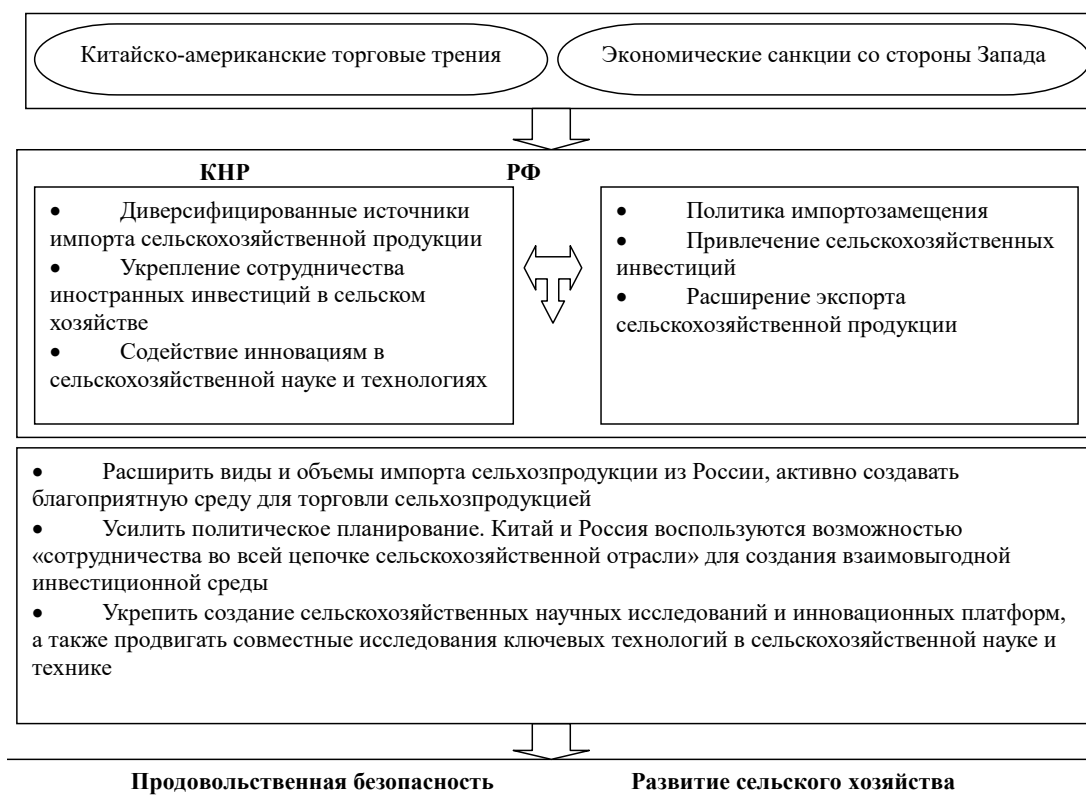 Китайско-американские торговые трения
Экономические санкции со стороны Запада
КНР
РФ
• Диверсифицированные источники
импорта сельскохозяйственной продукции
• Укрепление сотрудничества
иностранных инвестиций в сельском
хозяйстве
• Содействие инновациям в
сельскохозяйственной науке и технологиях
• Политика импортозамещения
• Привлечение сельскохозяйственных
инвестиций
• Расширение экспорта
сельскохозяйственной продукции
• Расширить виды и объемы импорта сельхозпродукции из России, активно создавать
благоприятную среду для торговли сельхозпродукцией
• Усилить политическое планирование. Китай и Россия воспользуются возможностью
«сотрудничества во всей цепочке сельскохозяйственной отрасли» для создания взаимовыгодной
инвестиционной среды
• Укрепить создание сельскохозяйственных научных исследований и инновационных платформ,
а также продвигать совместные исследования ключевых технологий в сельскохозяйственной науке и
технике
Продовольственная безопасность
Развитие сельского хозяйства